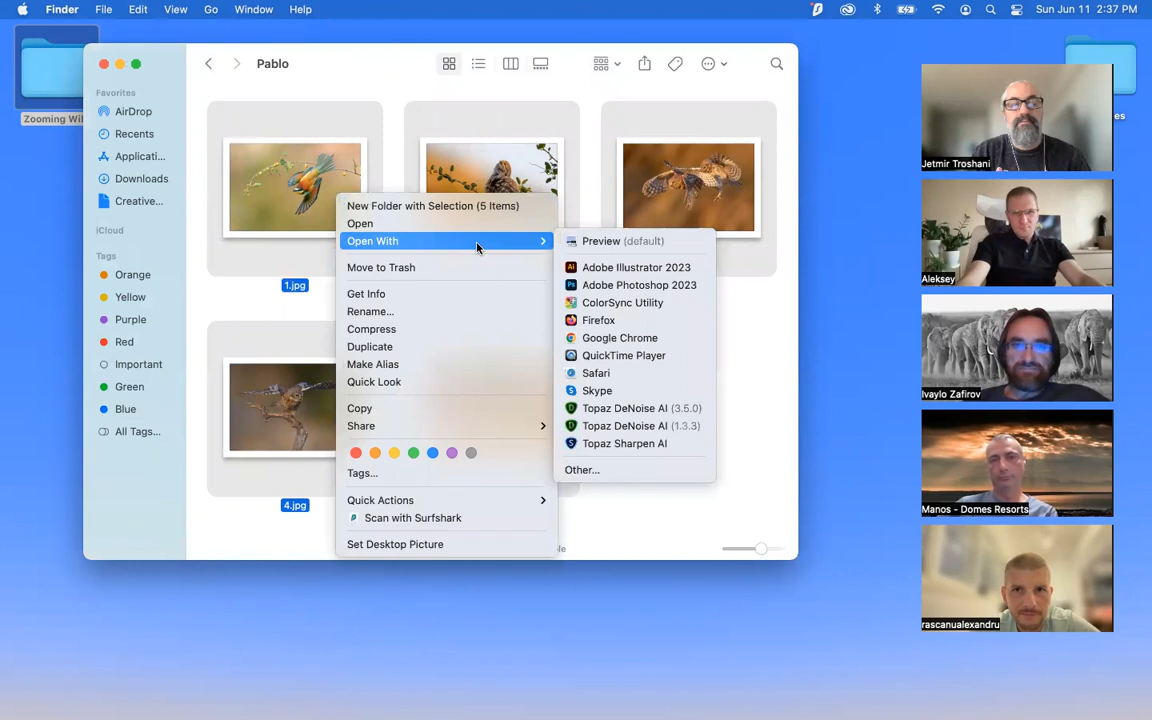 Finder File Edit View Go Window Help Sun Jun 11 2:37 PM
Zooming Wi
Pablo
Favorites
AirDrop
Recents
Applicati...
Downloads
Creative...
iCloud
Tags
Orange
Yellow
Purple
Red
Important
Green
Blue
All Tags...
1.jpg
4.jpg
New Folder with Selection (5 Items)
Open
Open With
Move to Trash
Get Info
Rename...
Compress
Duplicate
Make Alias
Quick Look
Copy
Share
Tags...
Quick Actions
Scan with Surfshark
Set Desktop Picture
Preview (default)
Adobe Illustrator 2023
Adobe Photoshop 2023
ColorSync Utility
Firefox
Google Chrome
QuickTime Player
Safari
Skype
Topaz DeNoise AI (3.5.0)
Topaz DeNoise AI (1.3.3)
Topaz Sharpen AI
Other...
es
Jetmir Troshani
Aleksey
Ivaylo Zafirov
Manos - Domes Resorts
rascanualexandru